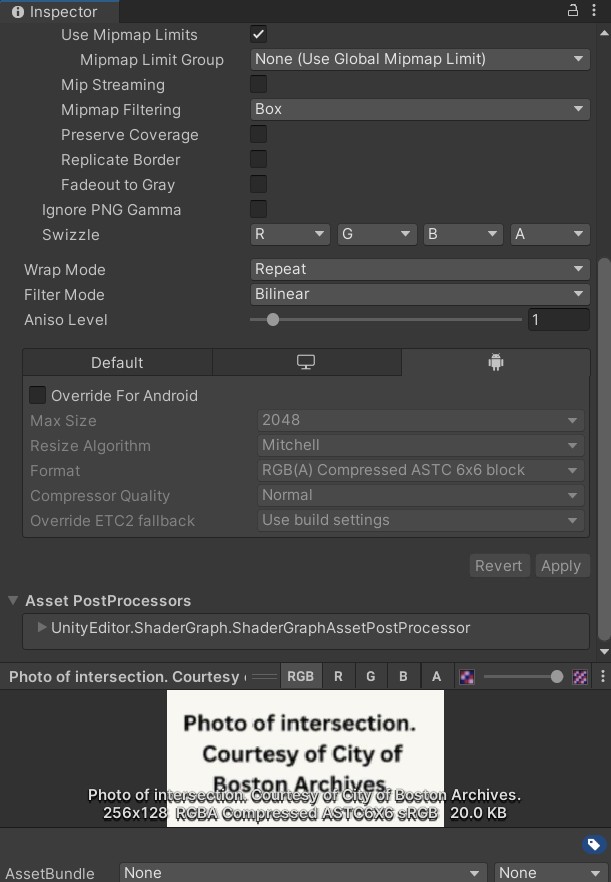 Inspector
Use Mipmap Limits
Mipmap Limit Group None (Use Global Mipmap Limit)
Mip Streaming
Mipmap Filtering Box
Preserve Coverage
Replicate Border
Fadeout to Gray
Ignore PNG Gamma
Swizzle R G B A
Wrap Mode Repeat
Filter Mode Bilinear
Aniso Level 1
Default
Override For Android
Max Size 2048
Resize Algorithm Mitchell
Format RGB(A) Compressed ASTC 6x6 block
Compressor Quality Normal
Override ETC2 fallback Use build settings
Revert Apply
Asset PostProcessors
UnityEditor.ShaderGraph.ShaderGraphAssetPostProcessor
Photo of intersection. Courtesy RGB R G B A
Photo of intersection.
Courtesy of City of
Boston Archives.
Photo of intersection. Courtesy of City of Boston Archives.
256x128 RGBA Compressed ASTC6X6 sRGB 20.0 KB
AssetBundle None None